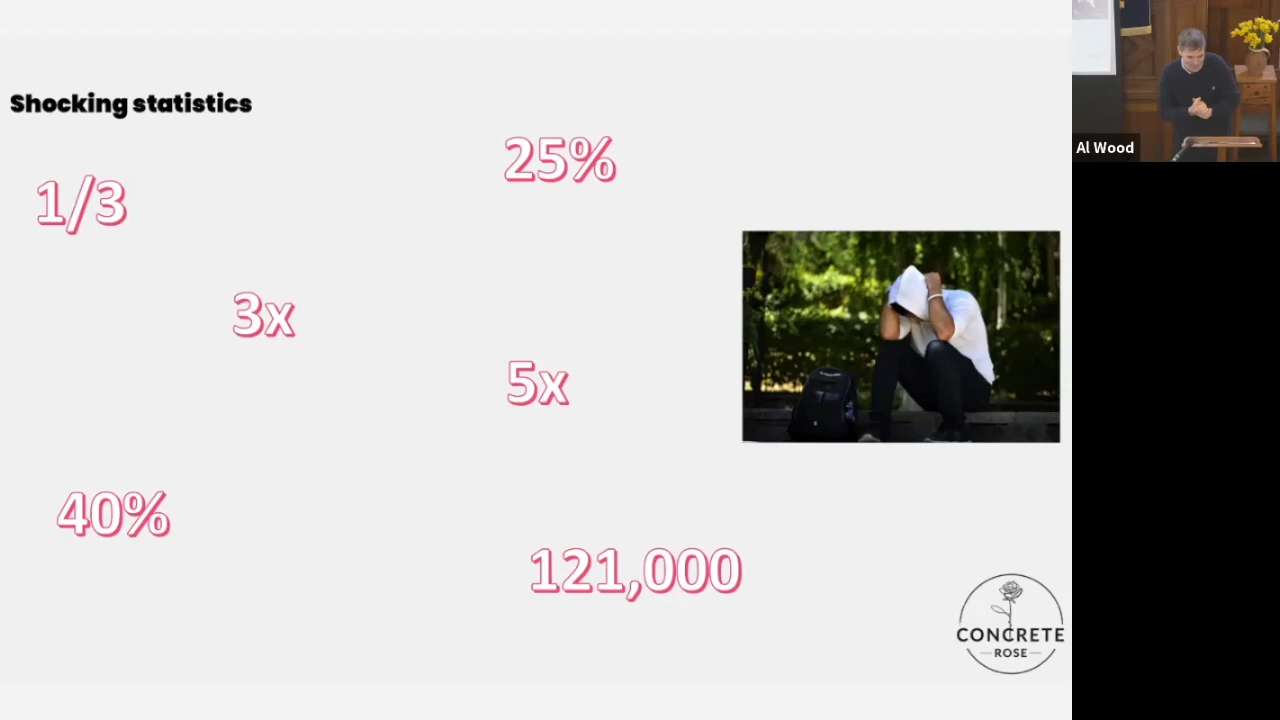 Shocking statistics
25%
1/3
3x
5x
40%
121,000
CONCRETE
ROSE
Al Wood